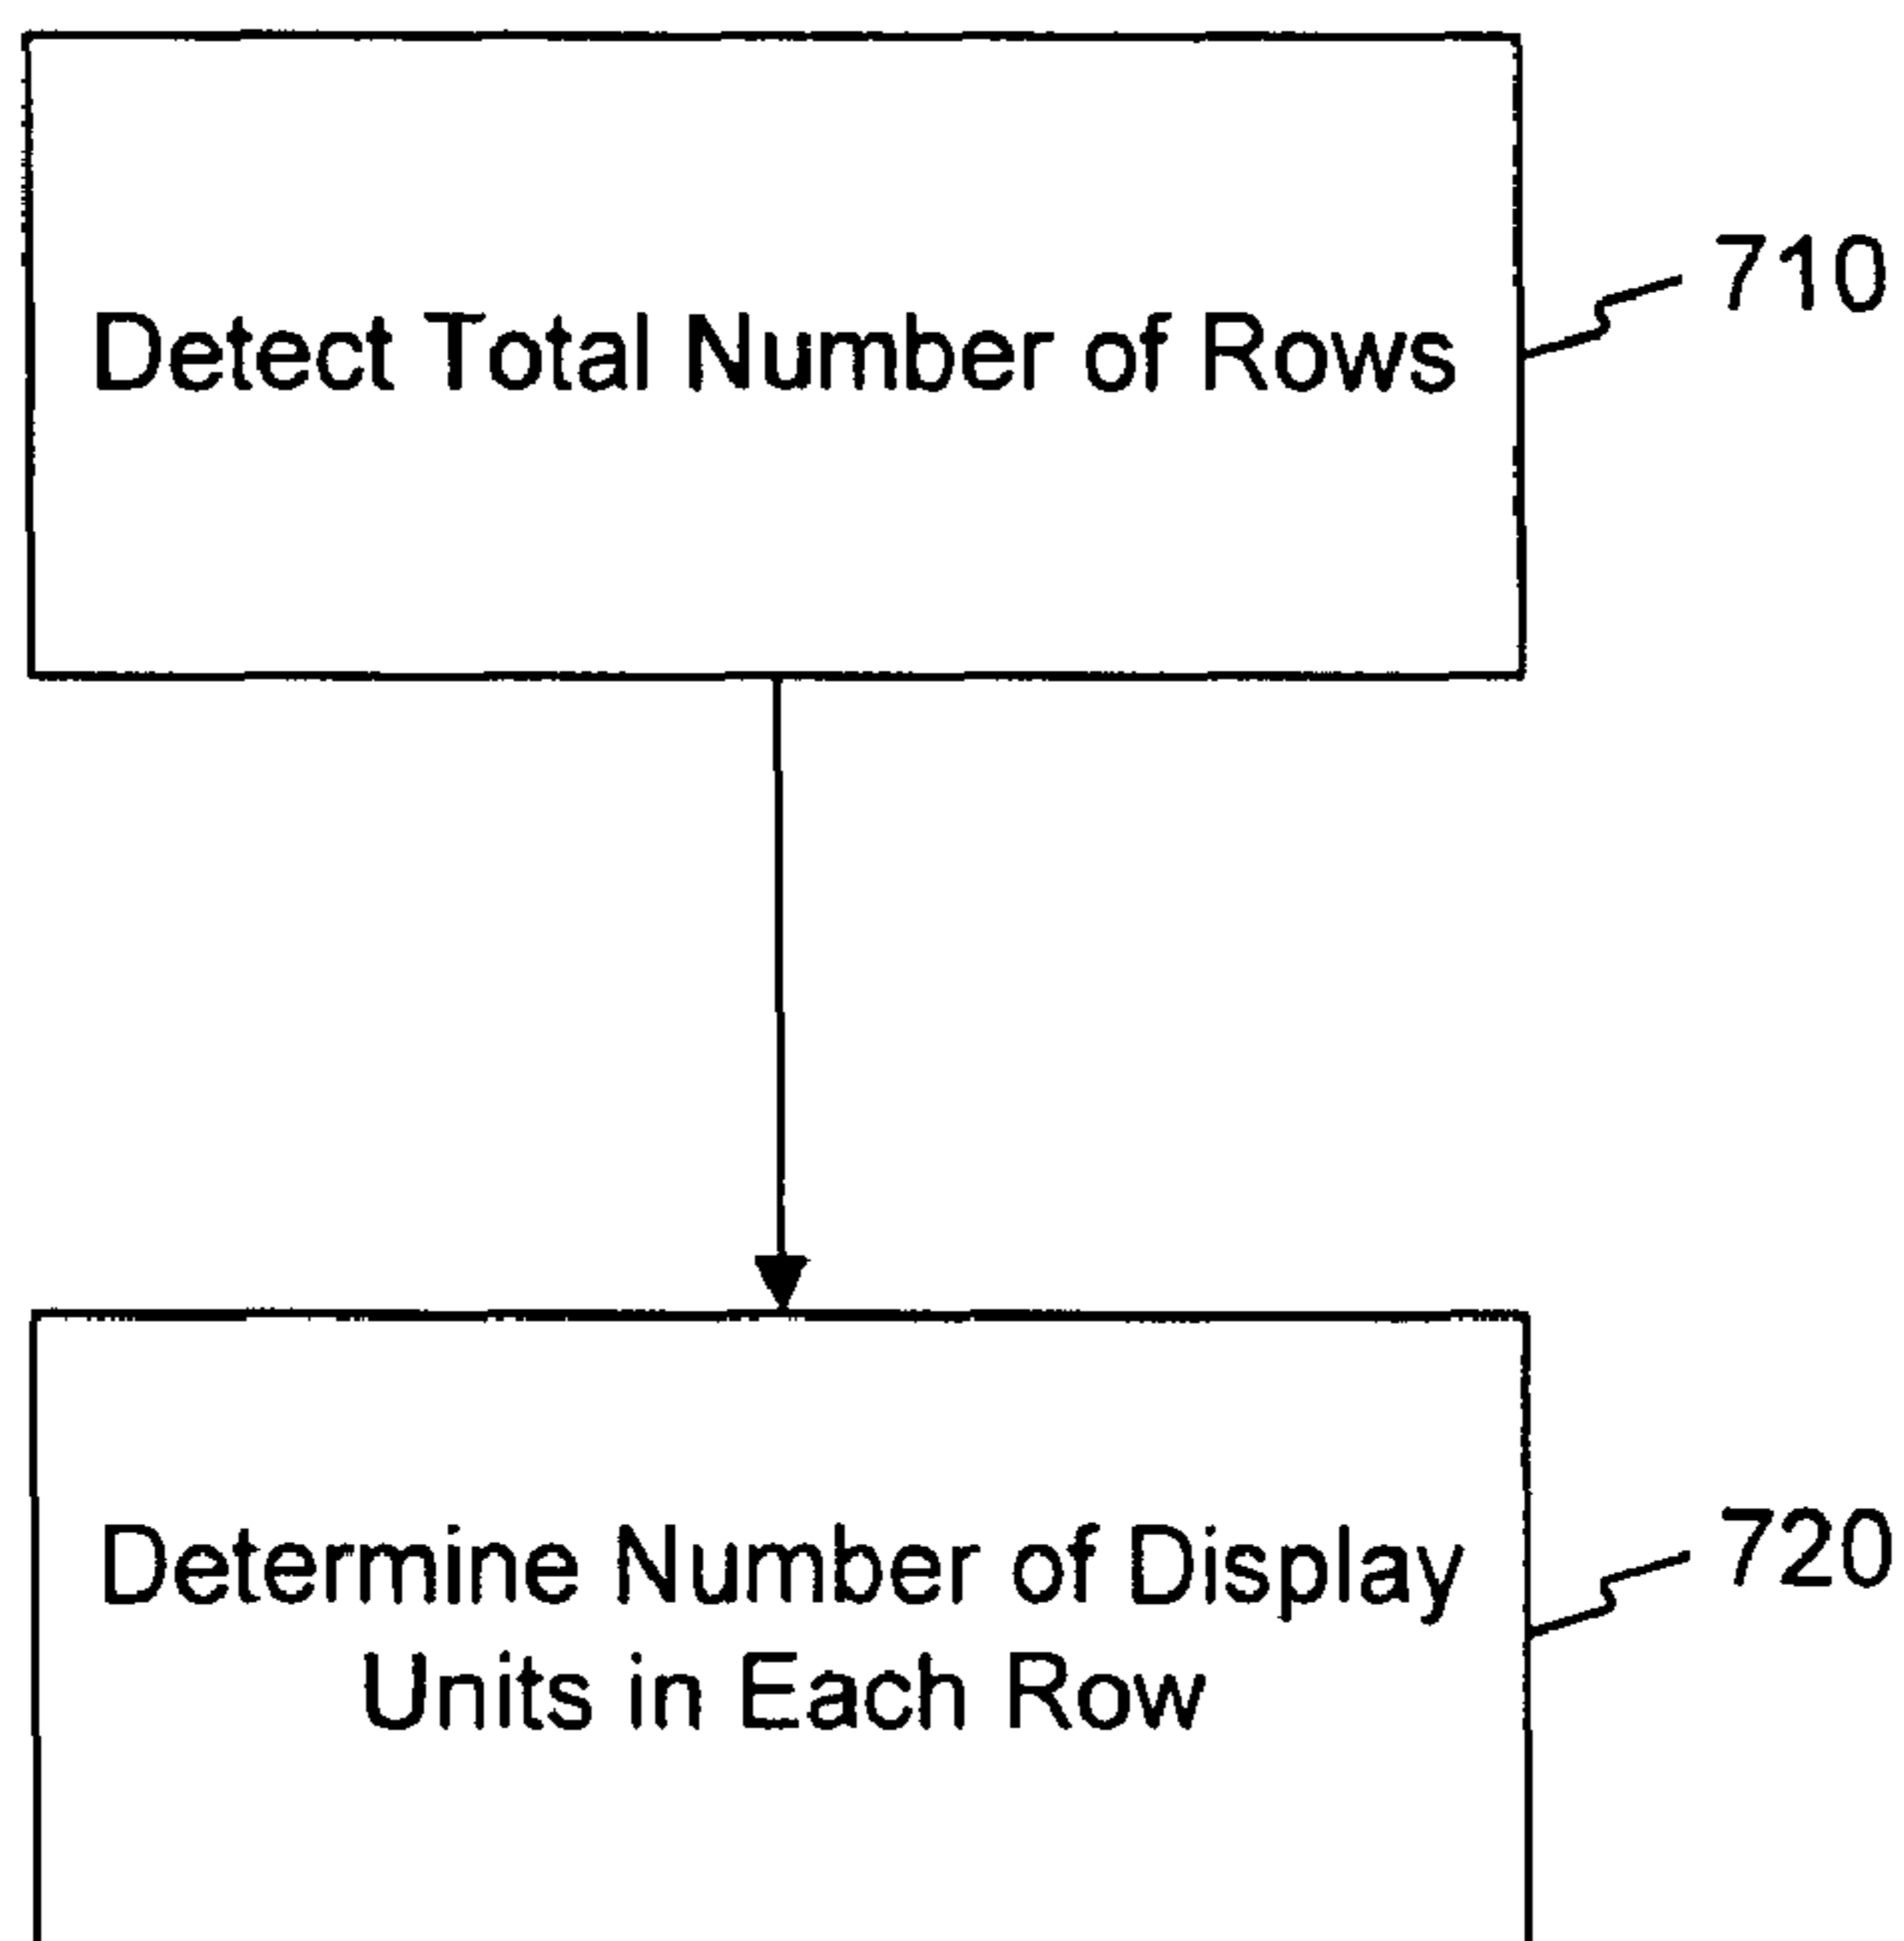 Detect Total Number of Rows
710
Determine Number of Display
Units in Each Row
720